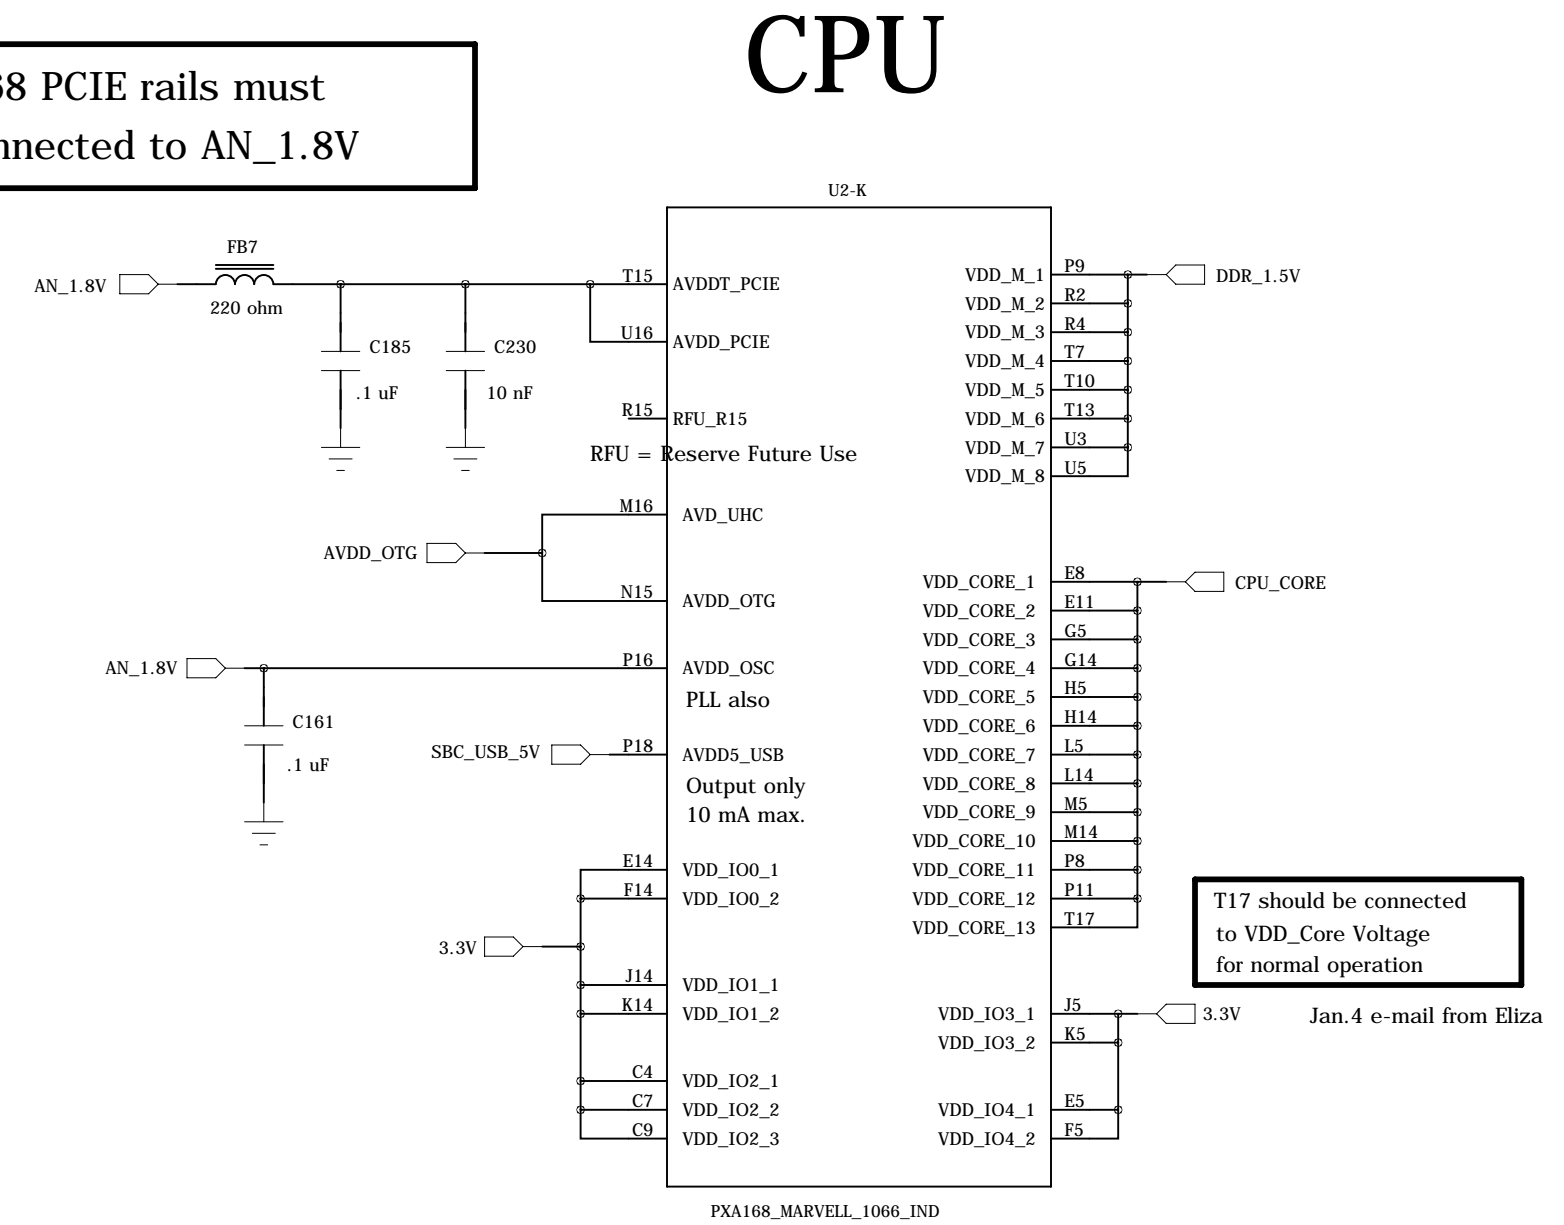 CPU
68 PCIE rails must
nnected to AN_1.8V
U2-K
FB7
AN_1.8V
220 ohm
C185
.1 uF
C230
10 nF
T15
AVDDT_PCIE
U16
AVDD_PCIE
R15
RFU_R15
RFU = Reserve Future Use
M16
AVD_UHC
AVDD_OTG
N15
AVDD_OTG
AN_1.8V
P16
AVDD_OSC
PLL also
C161
.1 uF
SBC_USB_5V
P18
AVDD5_USB
Output only
10 mA max.
E14
VDD_IO0_1
F14
VDD_IO0_2
3.3V
J14
VDD_IO1_1
K14
VDD_IO1_2
C4
VDD_IO2_1
C7
VDD_IO2_2
C9
VDD_IO2_3
VDD_M_1
P9
DDR_1.5V
VDD_M_2
R2
VDD_M_3
R4
VDD_M_4
T7
VDD_M_5
T10
VDD_M_6
T13
VDD_M_7
U3
VDD_M_8
U5
VDD_CORE_1
E8
CPU_CORE
VDD_CORE_2
E11
VDD_CORE_3
G5
VDD_CORE_4
G14
VDD_CORE_5
H5
VDD_CORE_6
H14
VDD_CORE_7
L5
VDD_CORE_8
L14
VDD_CORE_9
M5
VDD_CORE_10
M14
VDD_CORE_11
P8
VDD_CORE_12
P11
VDD_CORE_13
T17
T17 should be connected
to VDD_Core Voltage
for normal operation
VDD_IO3_1
J5
3.3V
Jan.4 e-mail from Eliza
VDD_IO3_2
K5
VDD_IO4_1
E5
VDD_IO4_2
F5
PXA168_MARVELL_1066_IND